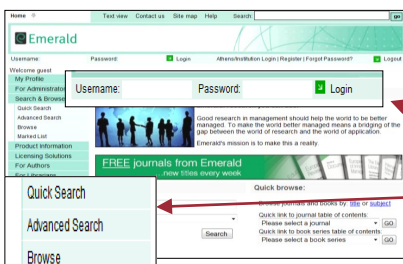 Home
Text view Contact us Site map Help Search: go
Emerald
Username: Password: Login Athens/Institution Login | Register | Forgot Password? Logout
Welcome guest
My Profile
For Administrators
Search & Browse
Quick Search
Advanced Search
Browse
Marked List
Product Information
Licensing Solutions
For Authors
For Librarians
Username: Password: Login
Good research in management should help the world to be better
managed. To make the world better managed means a bridging of the
gap between the world of research and the world of application.
Emerald's mission is to make this a reality.
FREE journals from Emerald
...new titles every week
Quick Search
Advanced Search
Browse
Search
Quick browse:
Browse journals and books by: title or subject
Quick link to journal table of contents:
Please select a journal GO
Quick link to book series table of contents:
Please select a book series GO